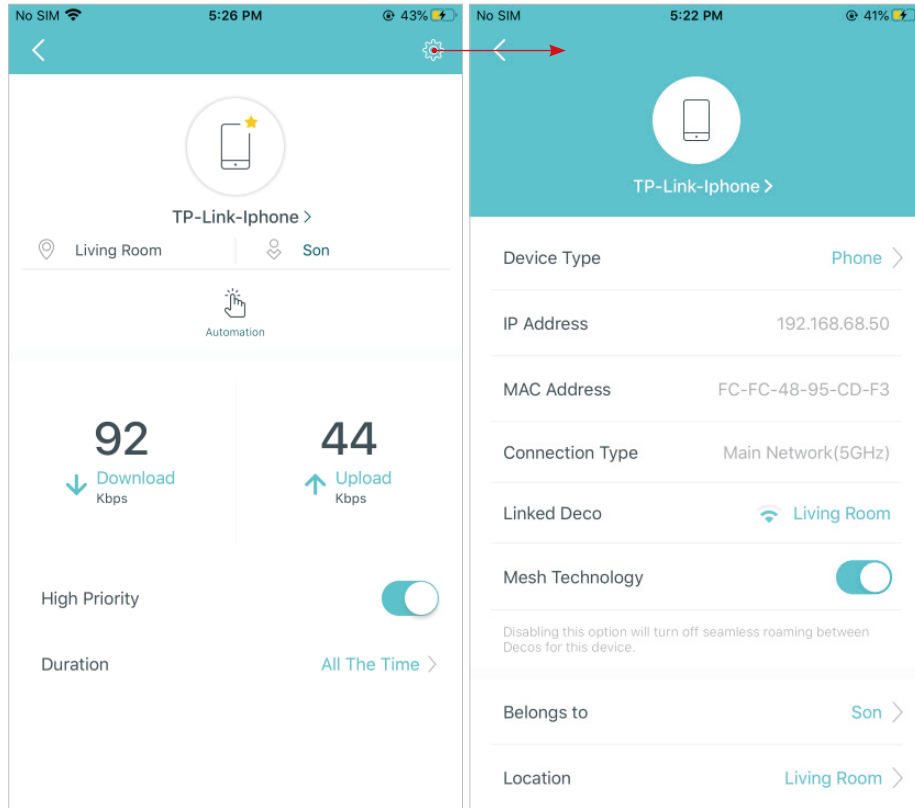 No SIM 5:26 PM 43%
TP-Link-Iphone >
Living Room Son
Automation
92 44
Download Upload
Kbps Kbps
High Priority
Duration All The Time >
No SIM 5:22 PM 41%
TP-Link-Iphone >
Device Type Phone >
IP Address 192.168.68.50
MAC Address FC-FC-48-95-CD-F3
Connection Type Main Network(5GHz)
Linked Deco Living Room
Mesh Technology
Disabling this option will turn off seamless roaming between
Decos for this device.
Belongs to Son >
Location Living Room >